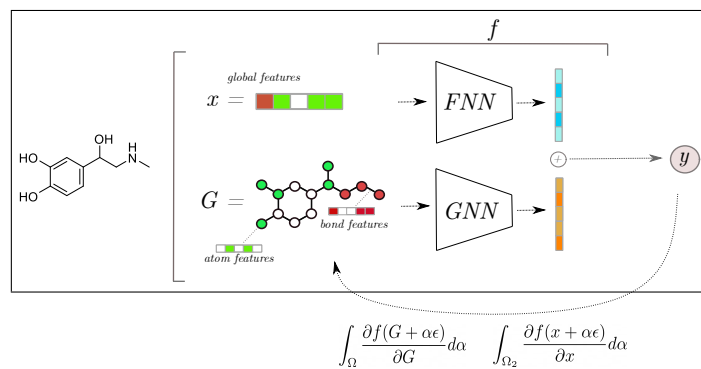 f
global features
x =
FNN
OH
H
N
HO
HO
+
y
G =
GNN
bond features
atom features
∫_Ω ∂f(G + αϵ)/∂G dα   ∫_Ω₂ ∂f(x + αϵ)/∂x dα